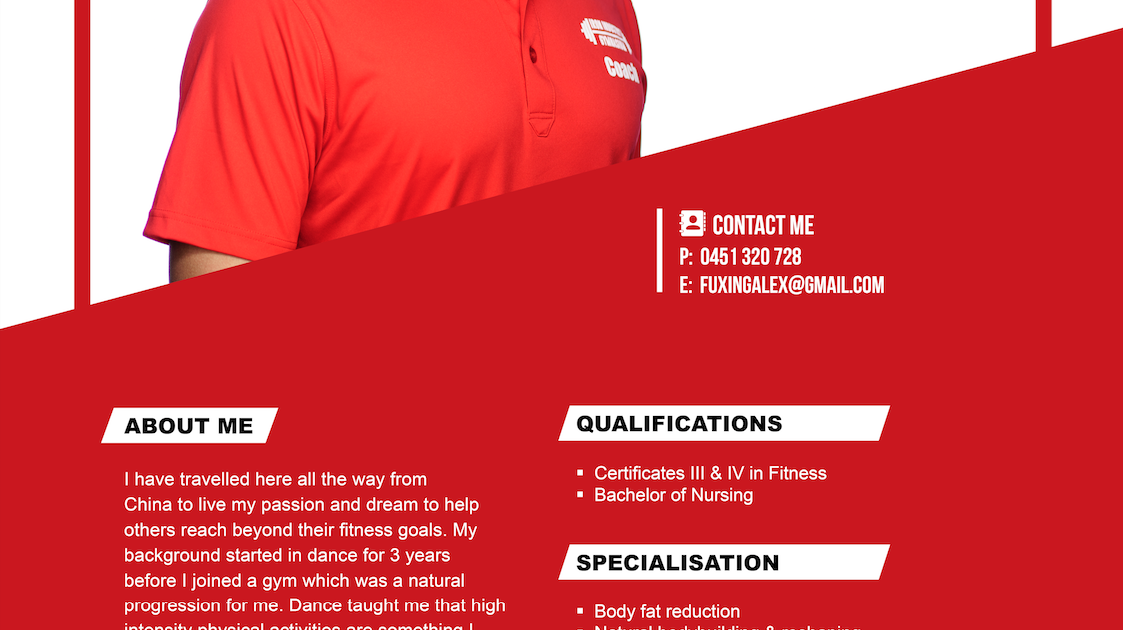 Coach
CONTACT ME
P: 0451 320 728
E: FUXINGALEX@GMAIL.COM
ABOUT ME
I have travelled here all the way from
China to live my passion and dream to help
others reach beyond their fitness goals. My
background started in dance for 3 years
before I joined a gym which was a natural
progression for me. Dance taught me that high
intensity physical activities are something I
QUALIFICATIONS
▪ Certificates III & IV in Fitness
▪ Bachelor of Nursing
SPECIALISATION
▪ Body fat reduction
▪ Natural bodybuilding & reshaping